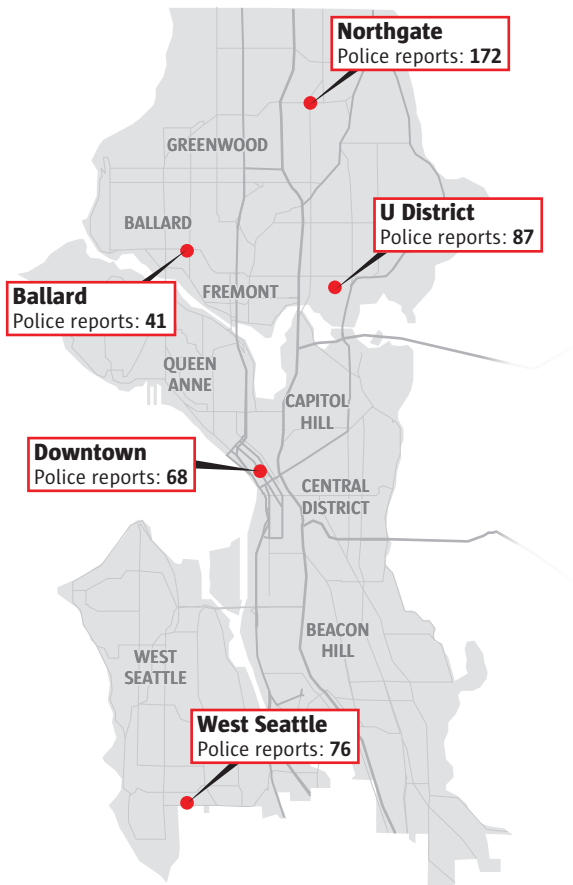 Northgate
Police reports: 172
GREENWOOD
U District
Police reports: 87
BALLARD
Ballard
Police reports: 41
FREMONT
QUEEN
ANNE
CAPITOL
HILL
Downtown
Police reports: 68
CENTRAL
DISTRICT
BEACON
HILL
WEST
SEATTLE
West Seattle
Police reports: 76